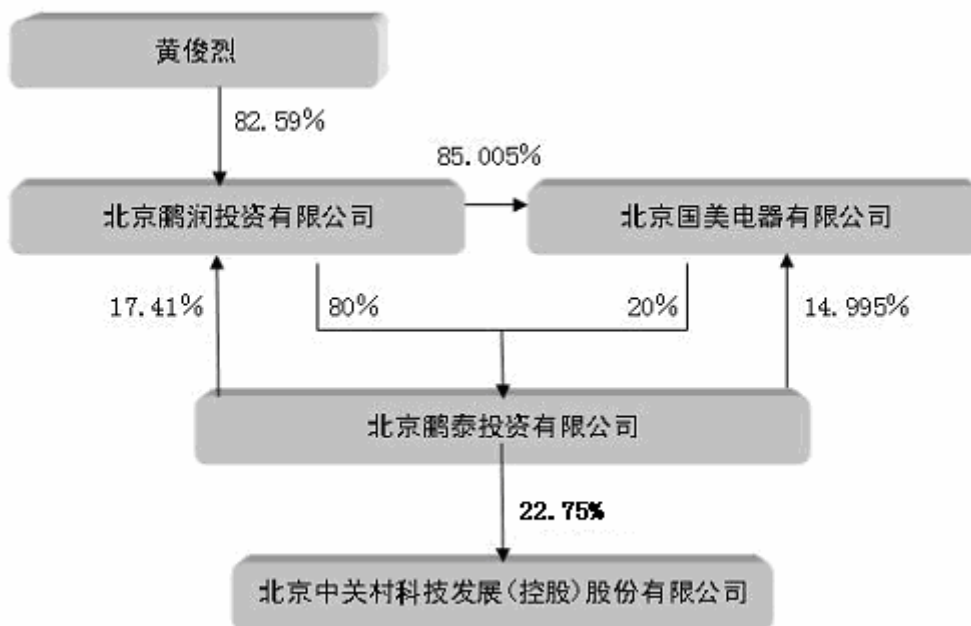 黄俊烈
82.59%
85.005%
北京鹏润投资有限公司
北京国美电器有限公司
17.41%
80%
20%
14.995%
北京鹏泰投资有限公司
22.75%
北京中关村科技发展(控股)股份有限公司